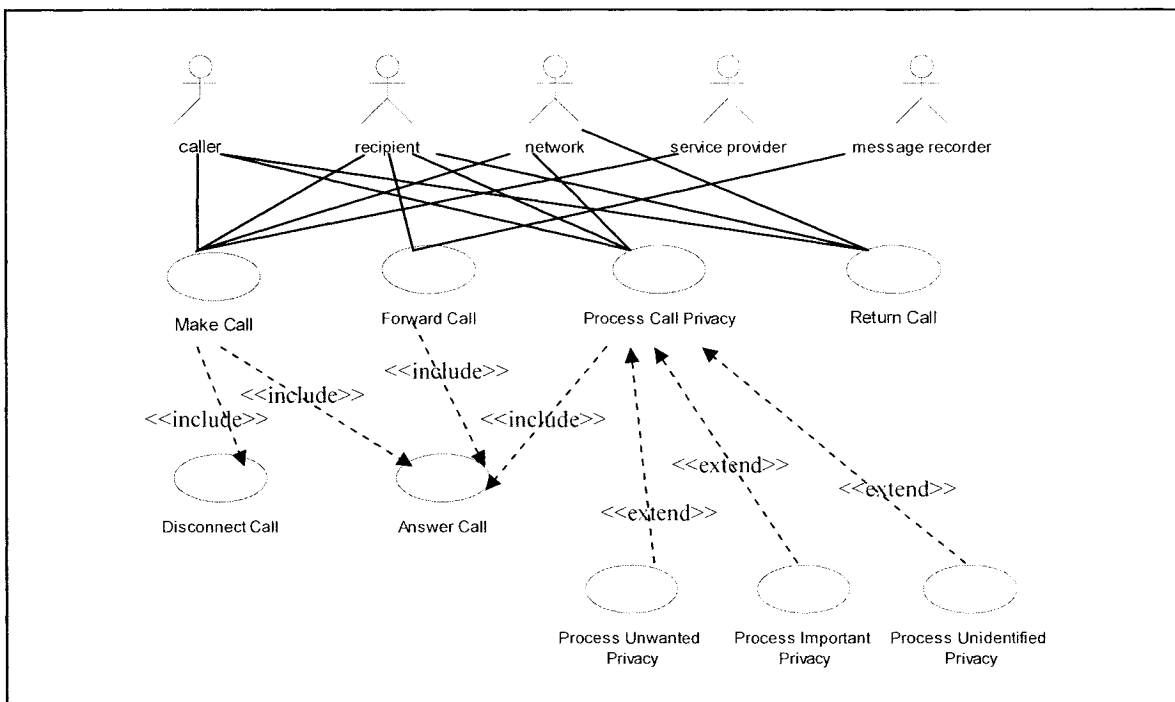 caller recipient network service provider message recorder
Make Call Forward Call Process Call Privacy Return Call
<<include>>
<<include>>
<<include>>
<<include>>
<<extend>>
<<extend>>
<<extend>>
Disconnect Call Answer Call
Process Unwanted Process Important Process Unidentified
Privacy Privacy Privacy